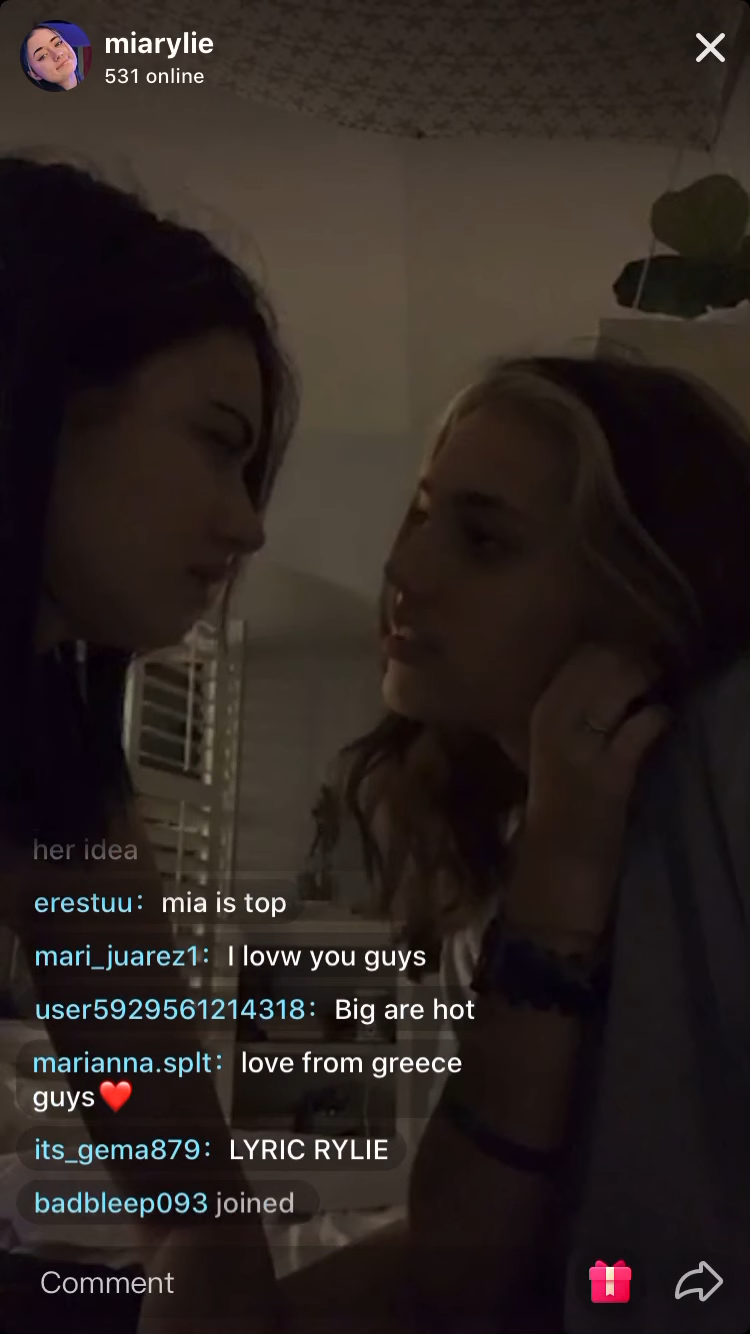 miarylie
531 online
her idea
erestuu: mia is top
mari_juarez1: I lovw you guys
user5929561214318: Big are hot
marianna.splt: love from greece
guys❤️
its_gema879: LYRIC RYLIE
badbleep093 joined
Comment